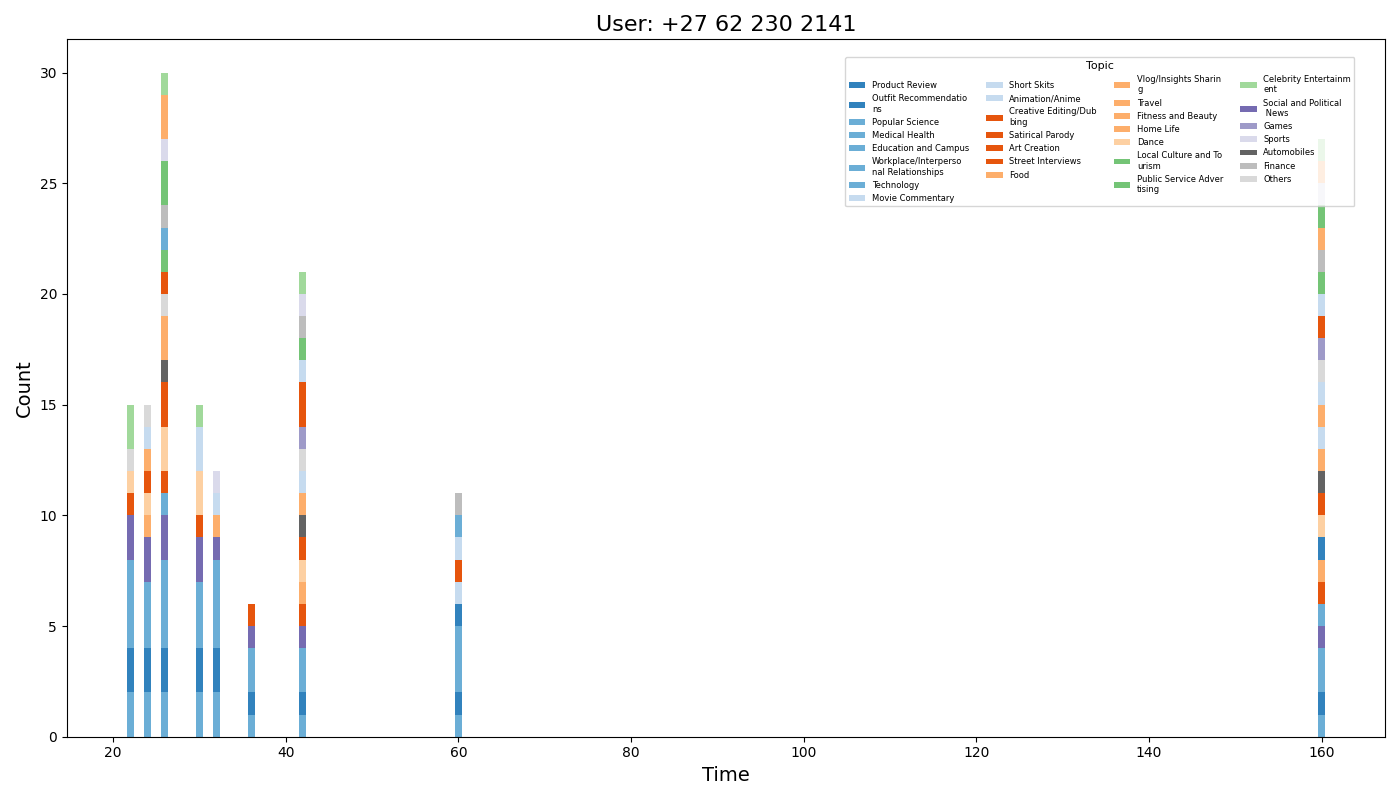 User: +27 62 230 2141
30
25
20
15
10
5
0
Count
Topic
Product Review
Outfit Recommendatio
ns
Popular Science
Medical Health
Education and Campus
Workplace/Interperso
nal Relationships
Technology
Movie Commentary
Short Skits
Animation/Anime
Creative Editing/Dub
bing
Satirical Parody
Art Creation
Street Interviews
Food
Vlog/Insights Sharin
g
Travel
Fitness and Beauty
Home Life
Dance
Local Culture and To
urism
Public Service Adver
tising
Celebrity Entertainm
ent
Social and Political
News
Games
Sports
Automobiles
Finance
Others
20 40 60 80 100 120 140 160
Time